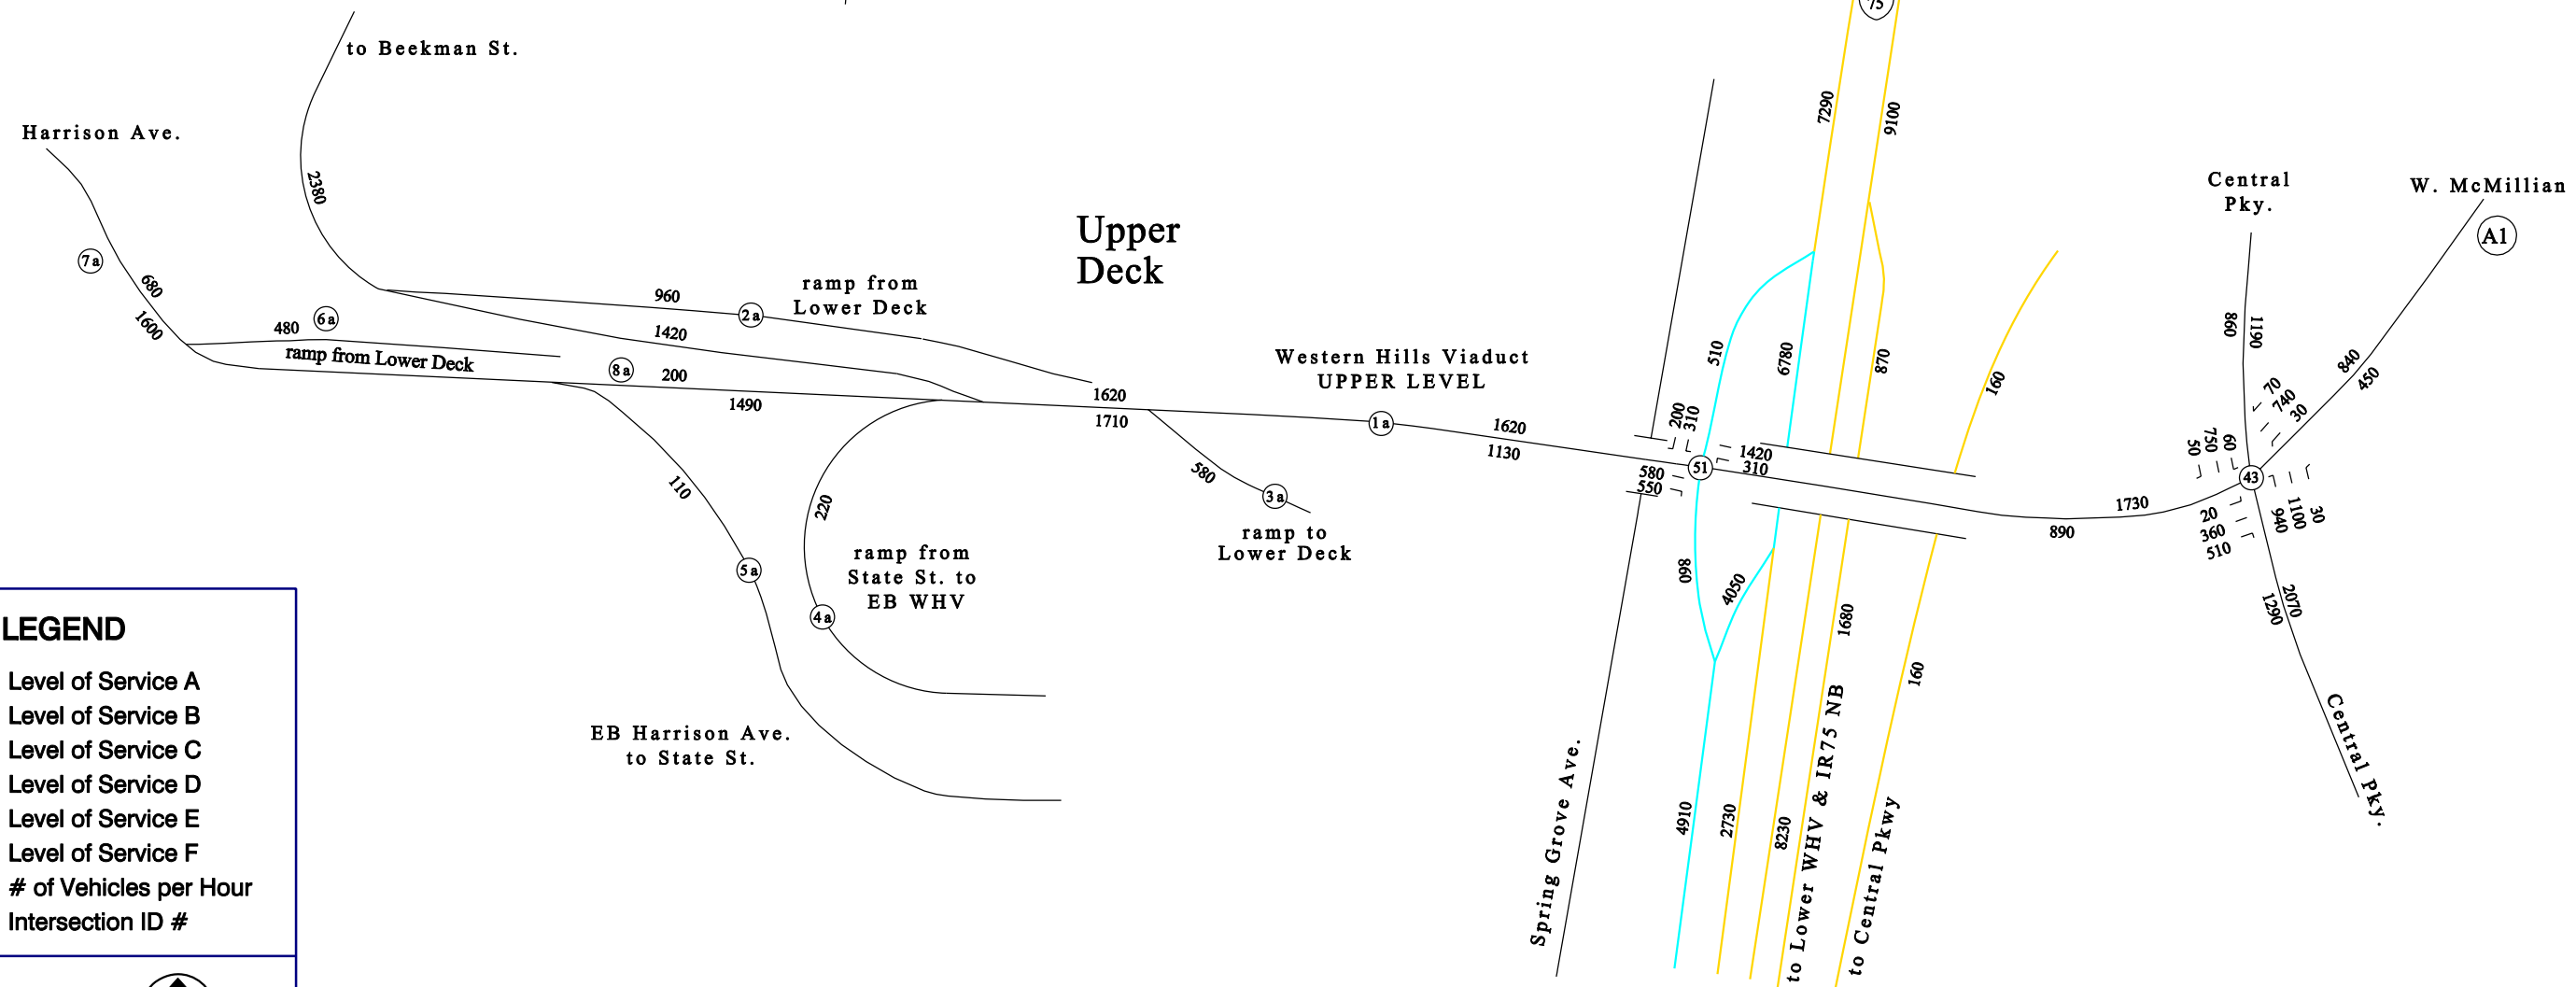 75
to Beekman St.
Harrison Ave.
7a
680
1600
2380
480
6a
ramp from Lower Deck
960
2a
ramp from
Lower Deck
1420
8a
200
1490
110
5a
EB Harrison Ave.
to State St.
220
4a
ramp from
State St. to
EB WHV
Upper
Deck
1620
1710
580
3a
ramp to
Lower Deck
Western Hills Viaduct
UPPER LEVEL
1a
1620
1130
200
310
580
550
51
1420
310
510
6780
7290
9100
870
160
860
4050
4910
2730
8230
1680
160
Spring Grove Ave.
to Lower WHV & IR75 NB
to Central Pkwy
890
1730
Central
Pky.
W. McMillian
A1
860
1190
840
450
70
740
30
50
750
60
43
20
360
510
940
1100
30
2070
1290
Central Pky.
LEGEND
Level of Service A
Level of Service B
Level of Service C
Level of Service D
Level of Service E
Level of Service F
# of Vehicles per Hour
Intersection ID #